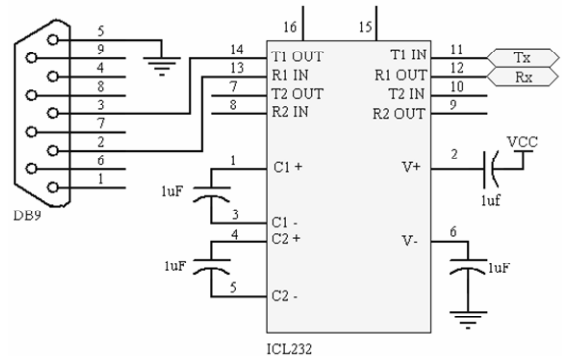 16 15
5
9
4
8
3
7
2
6
1
DB9
14 T1 OUT T1 IN 11 Tx
13 R1 IN R1 OUT 12 Rx
7 T2 OUT T2 IN 10
8 R2 IN R2 OUT 9
1 C1 + V+ 2 VCC
1uF 1uf
3 C1 -
4 C2 + V- 6
1uF 1uF
5 C2 -
ICL232